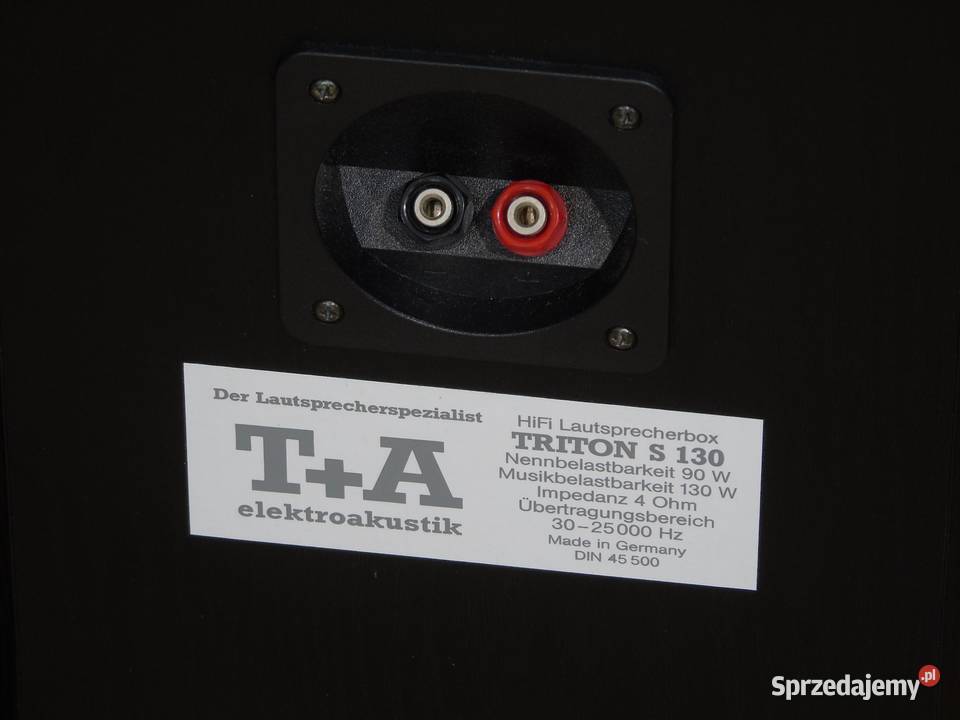 Der Lautsprecherspezialist
T+A
elektroakustik
HiFi Lautsprecherbox
TRITON S 130
Nennbelastbarkeit 90 W
Musikbelastbarkeit 130 W
Impedanz 4 Ohm
Übertragungsbereich
30–25000 Hz
Made in Germany
DIN 45 500
Sprzedajemy.pl